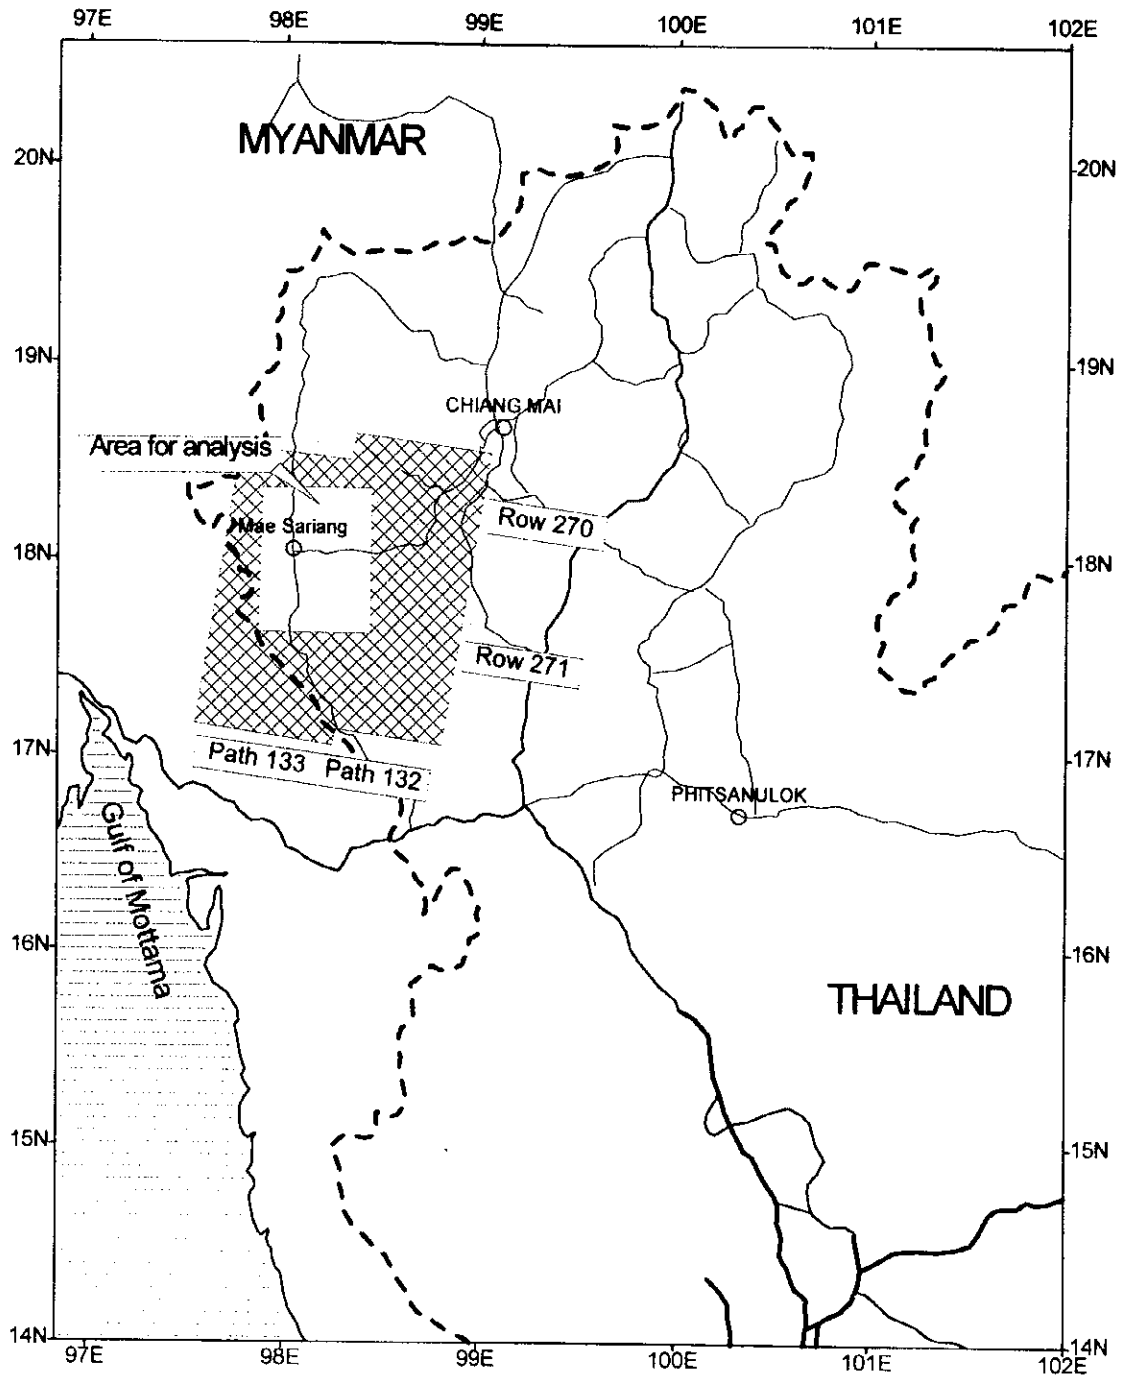 97E 98E 99E 100E 101E 102E
MYANMAR
20N 20N
19N 19N
CHIANG MAI
Area for analysis
Row 270
Mae Sariang
18N 18N
Row 271
17N 17N
Path 133 Path 132
PHITSANULOK
Gulf of Mottama
16N 16N
THAILAND
15N 15N
14N 14N
97E 98E 99E 100E 101E 102E